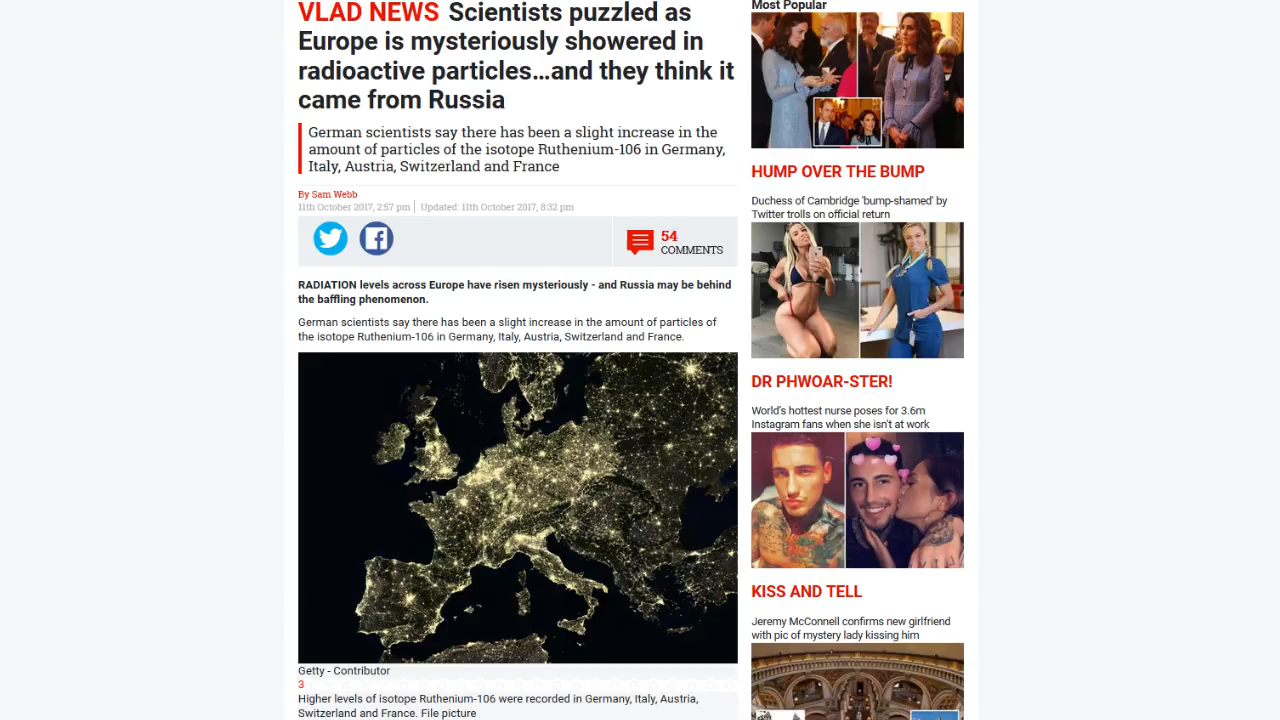 VLAD NEWS Scientists puzzled as
Europe is mysteriously showered in
radioactive particles…and they think it
came from Russia
German scientists say there has been a slight increase in the
amount of particles of the isotope Ruthenium-106 in Germany,
Italy, Austria, Switzerland and France
By Sam Webb
11th October 2017, 2:57 pm | Updated: 11th October 2017, 8:32 pm
54
COMMENTS
RADIATION levels across Europe have risen mysteriously - and Russia may be behind
the baffling phenomenon.
German scientists say there has been a slight increase in the amount of particles of
the isotope Ruthenium-106 in Germany, Italy, Austria, Switzerland and France.
Getty - Contributor
3
Higher levels of isotope Ruthenium-106 were recorded in Germany, Italy, Austria,
Switzerland and France. File picture
Most Popular
HUMP OVER THE BUMP
Duchess of Cambridge 'bump-shamed' by
Twitter trolls on official return
DR PHWOAR-STER!
World's hottest nurse poses for 3.6m
Instagram fans when she isn't at work
KISS AND TELL
Jeremy McConnell confirms new girlfriend
with pic of mystery lady kissing him